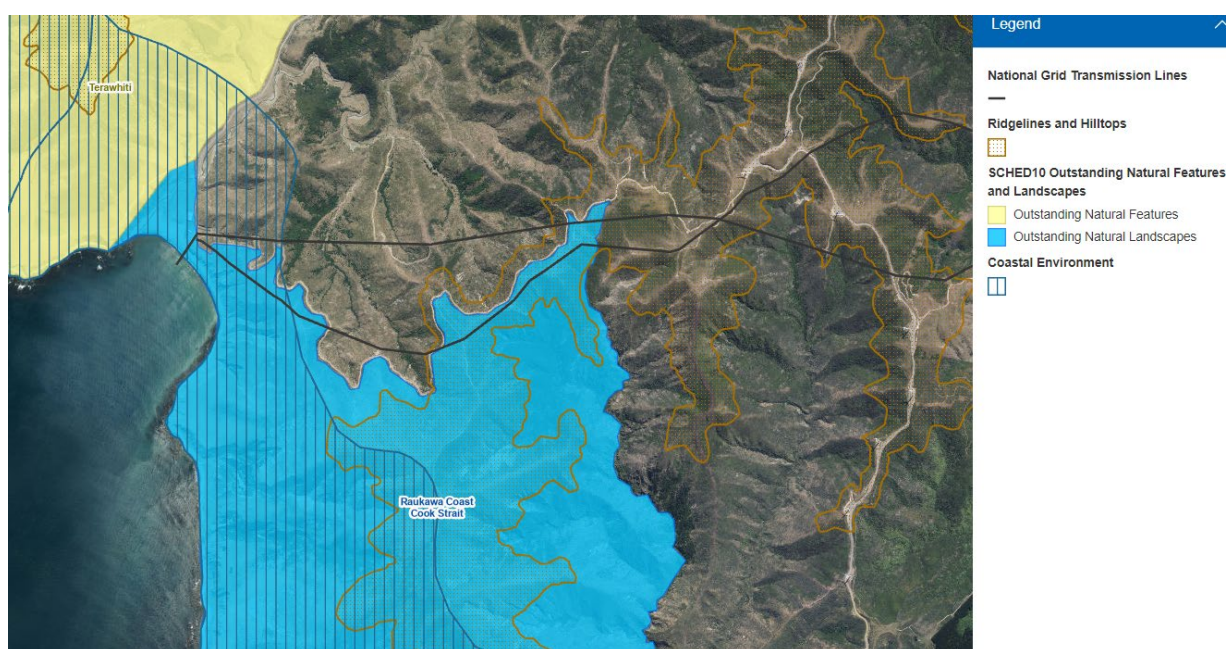 Terawhiti
Raukawa Coast
Cook Strait
Legend
National Grid Transmission Lines
Ridgelines and Hilltops
SCHED10 Outstanding Natural Features
and Landscapes
Outstanding Natural Features
Outstanding Natural Landscapes
Coastal Environment